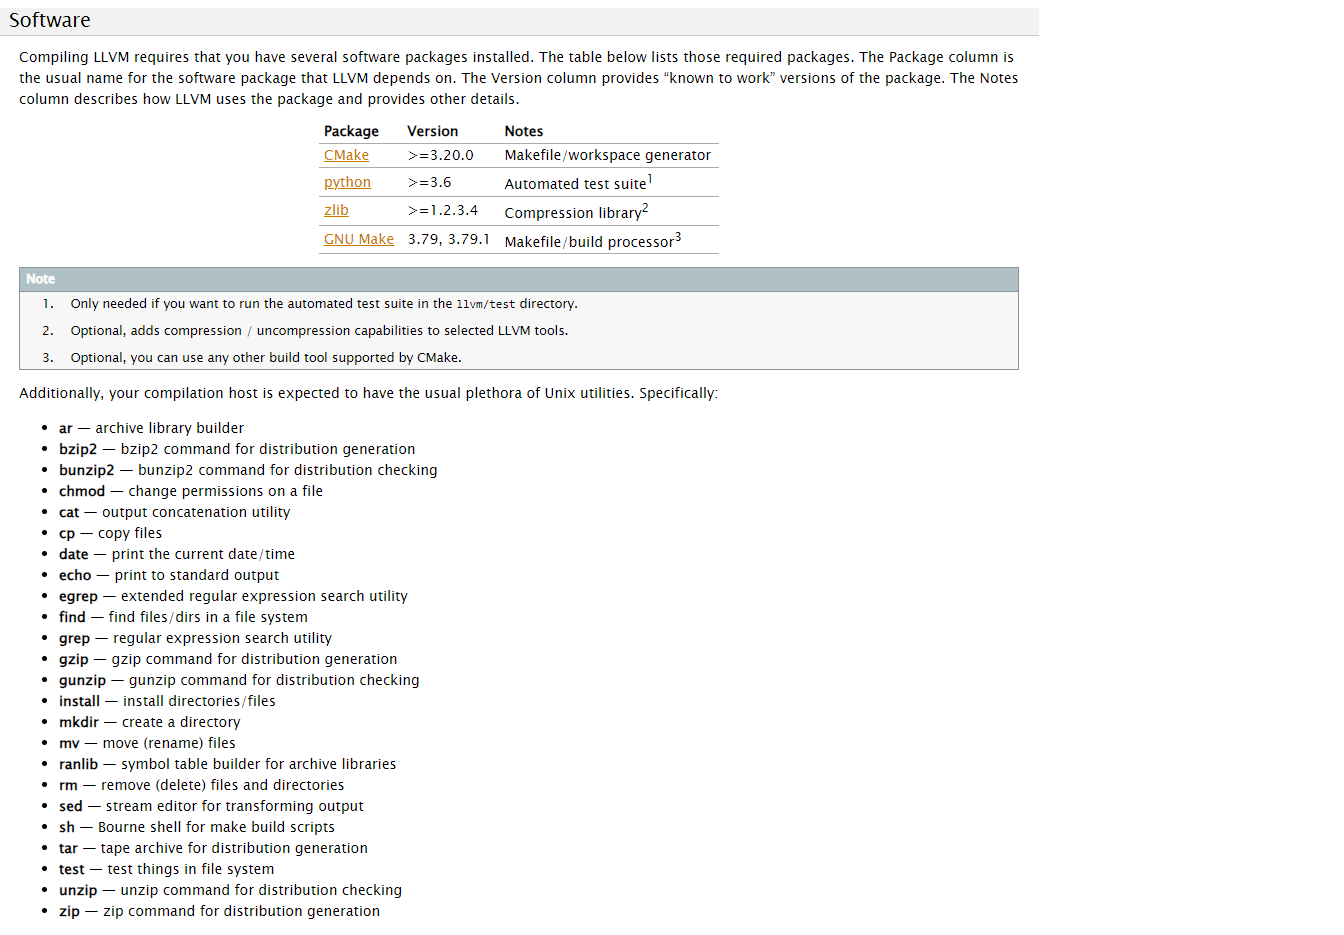 Software
Compiling LLVM requires that you have several software packages installed. The table below lists those required packages. The Package column is
the usual name for the software package that LLVM depends on. The Version column provides “known to work” versions of the package. The Notes
column describes how LLVM uses the package and provides other details.
Package Version Notes
CMake >=3.20.0 Makefile/workspace generator
python >=3.6 Automated test suite1
zlib >=1.2.3.4 Compression library2
GNU Make 3.79, 3.79.1 Makefile/build processor3
Note
1. Only needed if you want to run the automated test suite in the llvm/test directory.
2. Optional, adds compression / uncompression capabilities to selected LLVM tools.
3. Optional, you can use any other build tool supported by CMake.
Additionally, your compilation host is expected to have the usual plethora of Unix utilities. Specifically:
• ar — archive library builder
• bzip2 — bzip2 command for distribution generation
• bunzip2 — bunzip2 command for distribution checking
• chmod — change permissions on a file
• cat — output concatenation utility
• cp — copy files
• date — print the current date/time
• echo — print to standard output
• egrep — extended regular expression search utility
• find — find files/dirs in a file system
• grep — regular expression search utility
• gzip — gzip command for distribution generation
• gunzip — gunzip command for distribution checking
• install — install directories/files
• mkdir — create a directory
• mv — move (rename) files
• ranlib — symbol table builder for archive libraries
• rm — remove (delete) files and directories
• sed — stream editor for transforming output
• sh — Bourne shell for make build scripts
• tar — tape archive for distribution generation
• test — test things in file system
• unzip — unzip command for distribution checking
• zip — zip command for distribution generation